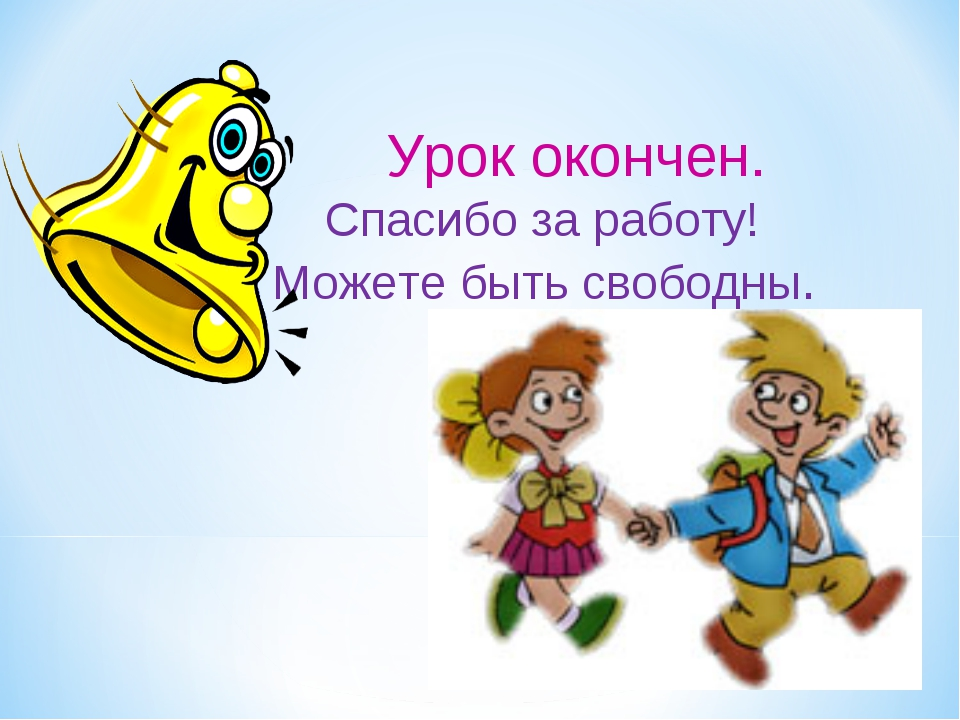 Урок окончен.
Спасибо за работу!
Можете быть свободны.